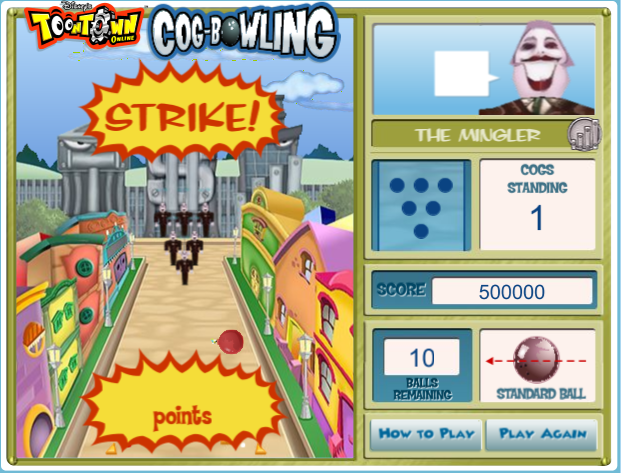 Disney's
TOONTOWN
ONLINE
COG-BOWLING
STRIKE!
points
THE MINGLER
COGS
STANDING
1
SCORE
500000
10
BALLS
REMAINING
STANDARD BALL
HOW TO PLAY
PLAY AGAIN